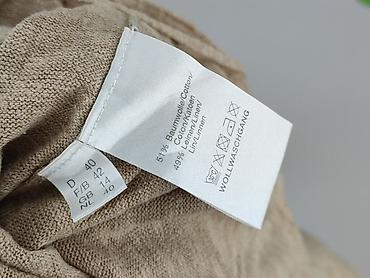 51% Baumwolle/Cotton/
Coton/Katoen
49% Leinen/Linen/
Lin/Linnen
WOLLWASCHGANG
D 40
F/B 42
GB 14
NL 40